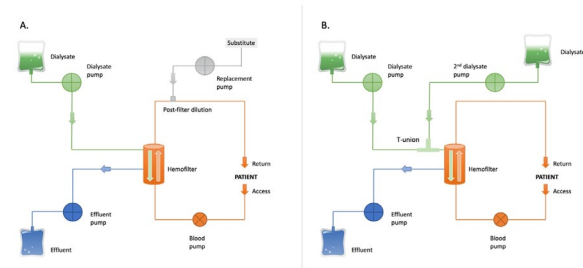 A.
Substitute
Dialysate
Dialysate
pump
Replacement
pump
Post-filter dilution
Hemofilter
Return
PATIENT
Access
Effluent
pump
Blood
pump
Effluent
B.
Dialysate
Dialysate
pump
2nd dialysate
pump
Dialysate
T-union
Hemofilter
Return
PATIENT
Access
Effluent
pump
Blood
pump
Effluent